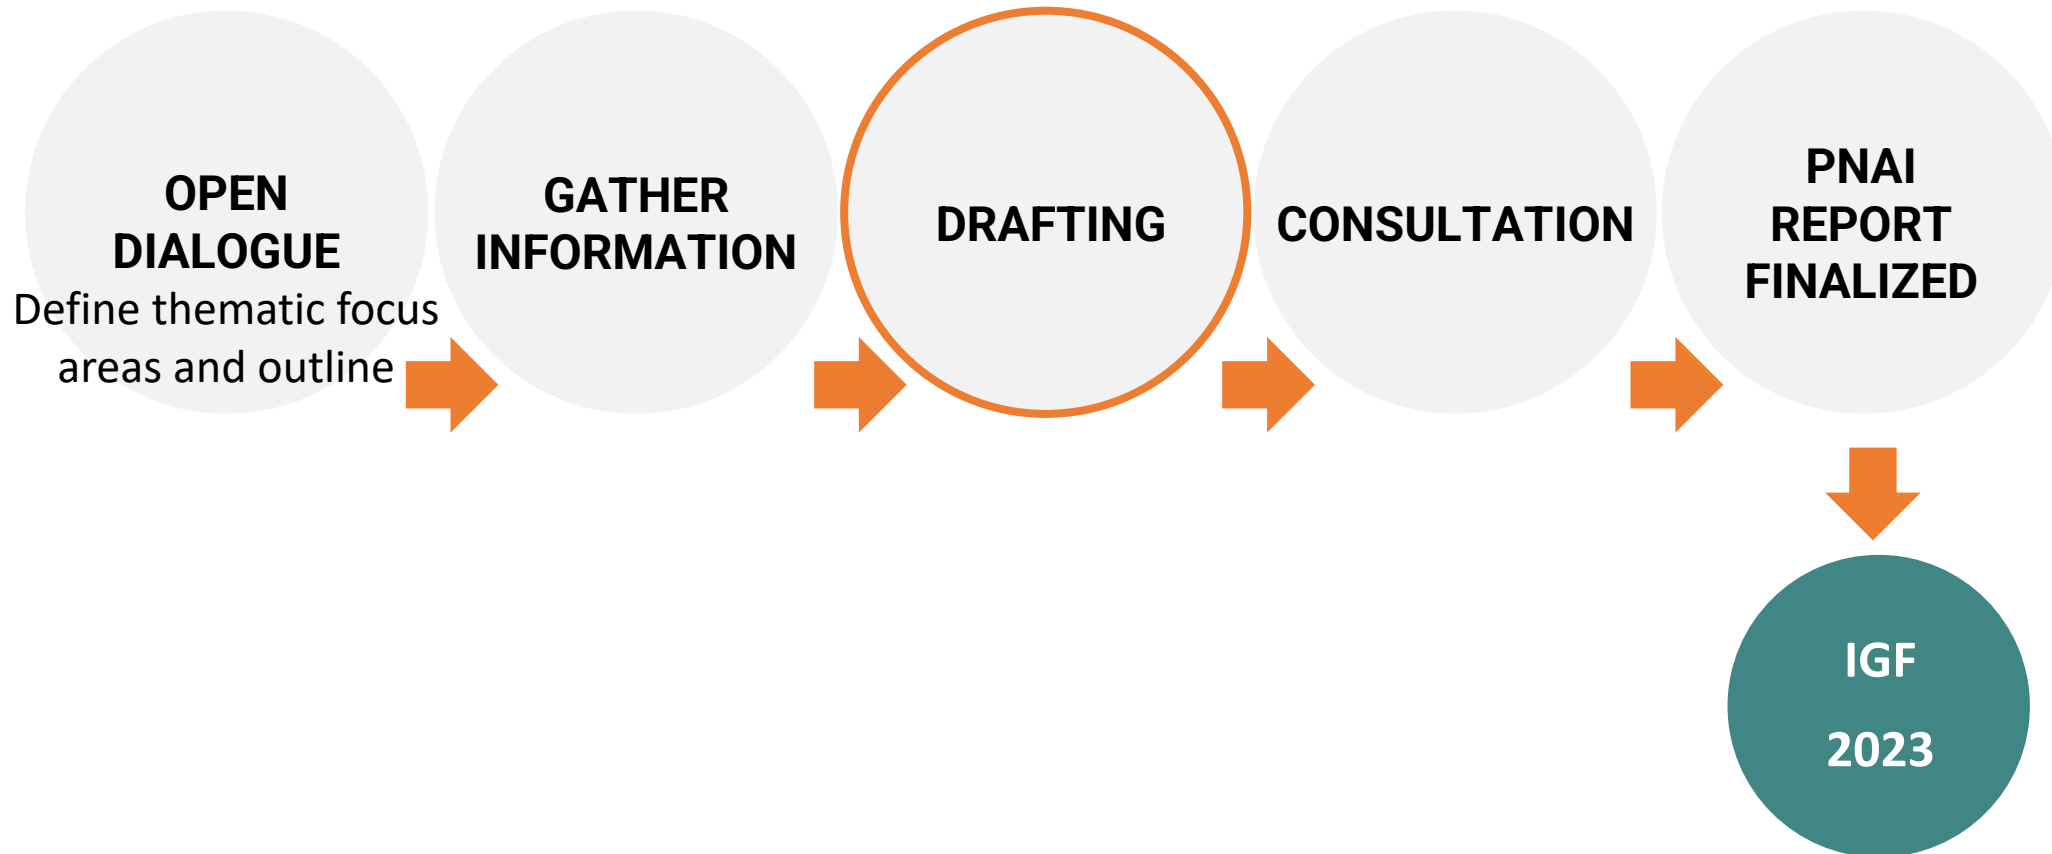 OPEN
DIALOGUE
Define thematic focus
areas and outline
GATHER
INFORMATION
DRAFTING
CONSULTATION
PNAI
REPORT
FINALIZED
IGF
2023